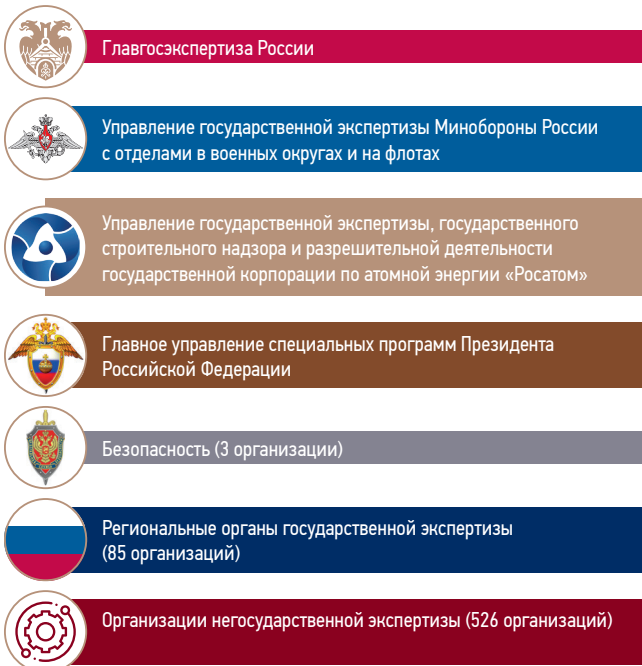 Главгосэкспертиза России
Управление государственной экспертизы Минобороны России
с отделами в военных округах и на флотах
Управление государственной экспертизы, государственного
строительного надзора и разрешительной деятельности
государственной корпорации по атомной энергии «Росатом»
Главное управление специальных программ Президента
Российской Федерации
Безопасность (3 организации)
Региональные органы государственной экспертизы
(85 организаций)
Организации негосударственной экспертизы (526 организаций)